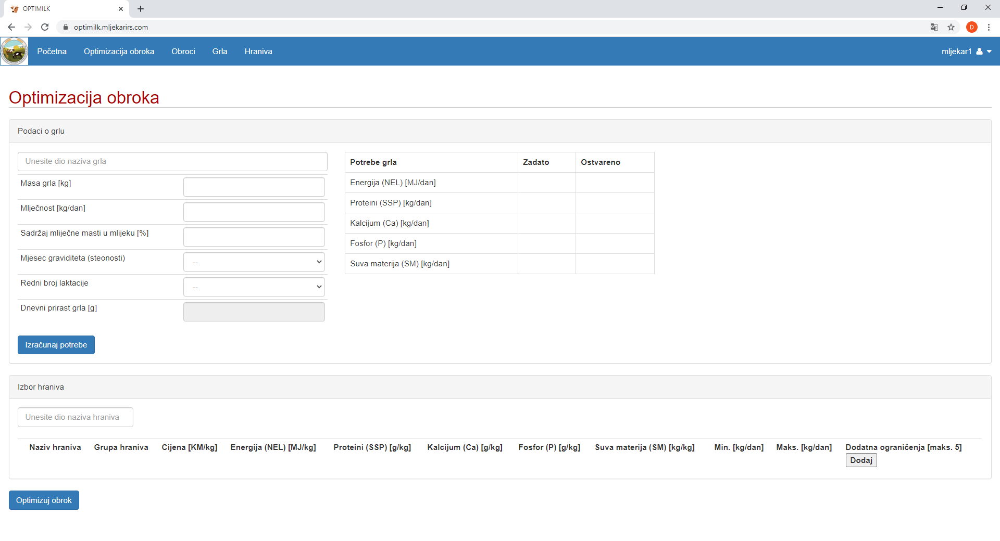 OPTIMILK
optimilk.mljekarirs.com
D
Početna Optimizacija obroka Obroci Grla Hraniva mljekar1
Optimizacija obroka
Podaci o grlu
Unesite dio naziva grla
Masa grla [kg]
Mlječnost [kg/dan]
Sadržaj mliječne masti u mlijeku [%]
Mjesec graviditeta (steonosti) --
Redni broj laktacije --
Dnevni prirast grla [g]
Izračunaj potrebe
Potrebe grla Zadato Ostvareno
Energija (NEL) [MJ/dan]
Proteini (SSP) [kg/dan]
Kalcijum (Ca) [kg/dan]
Fosfor (P) [kg/dan]
Suva materija (SM) [kg/dan]
Izbor hraniva
Unesite dio naziva hraniva
Naziv hraniva Grupa hraniva Cijena [KM/kg] Energija (NEL) [MJ/kg] Proteini (SSP) [g/kg] Kalcijum (Ca) [g/kg] Fosfor (P) [g/kg] Suva materija (SM) [kg/kg] Min. [kg/dan] Maks. [kg/dan] Dodatna ograničenja [maks. 5]
Dodaj
Optimizuj obrok